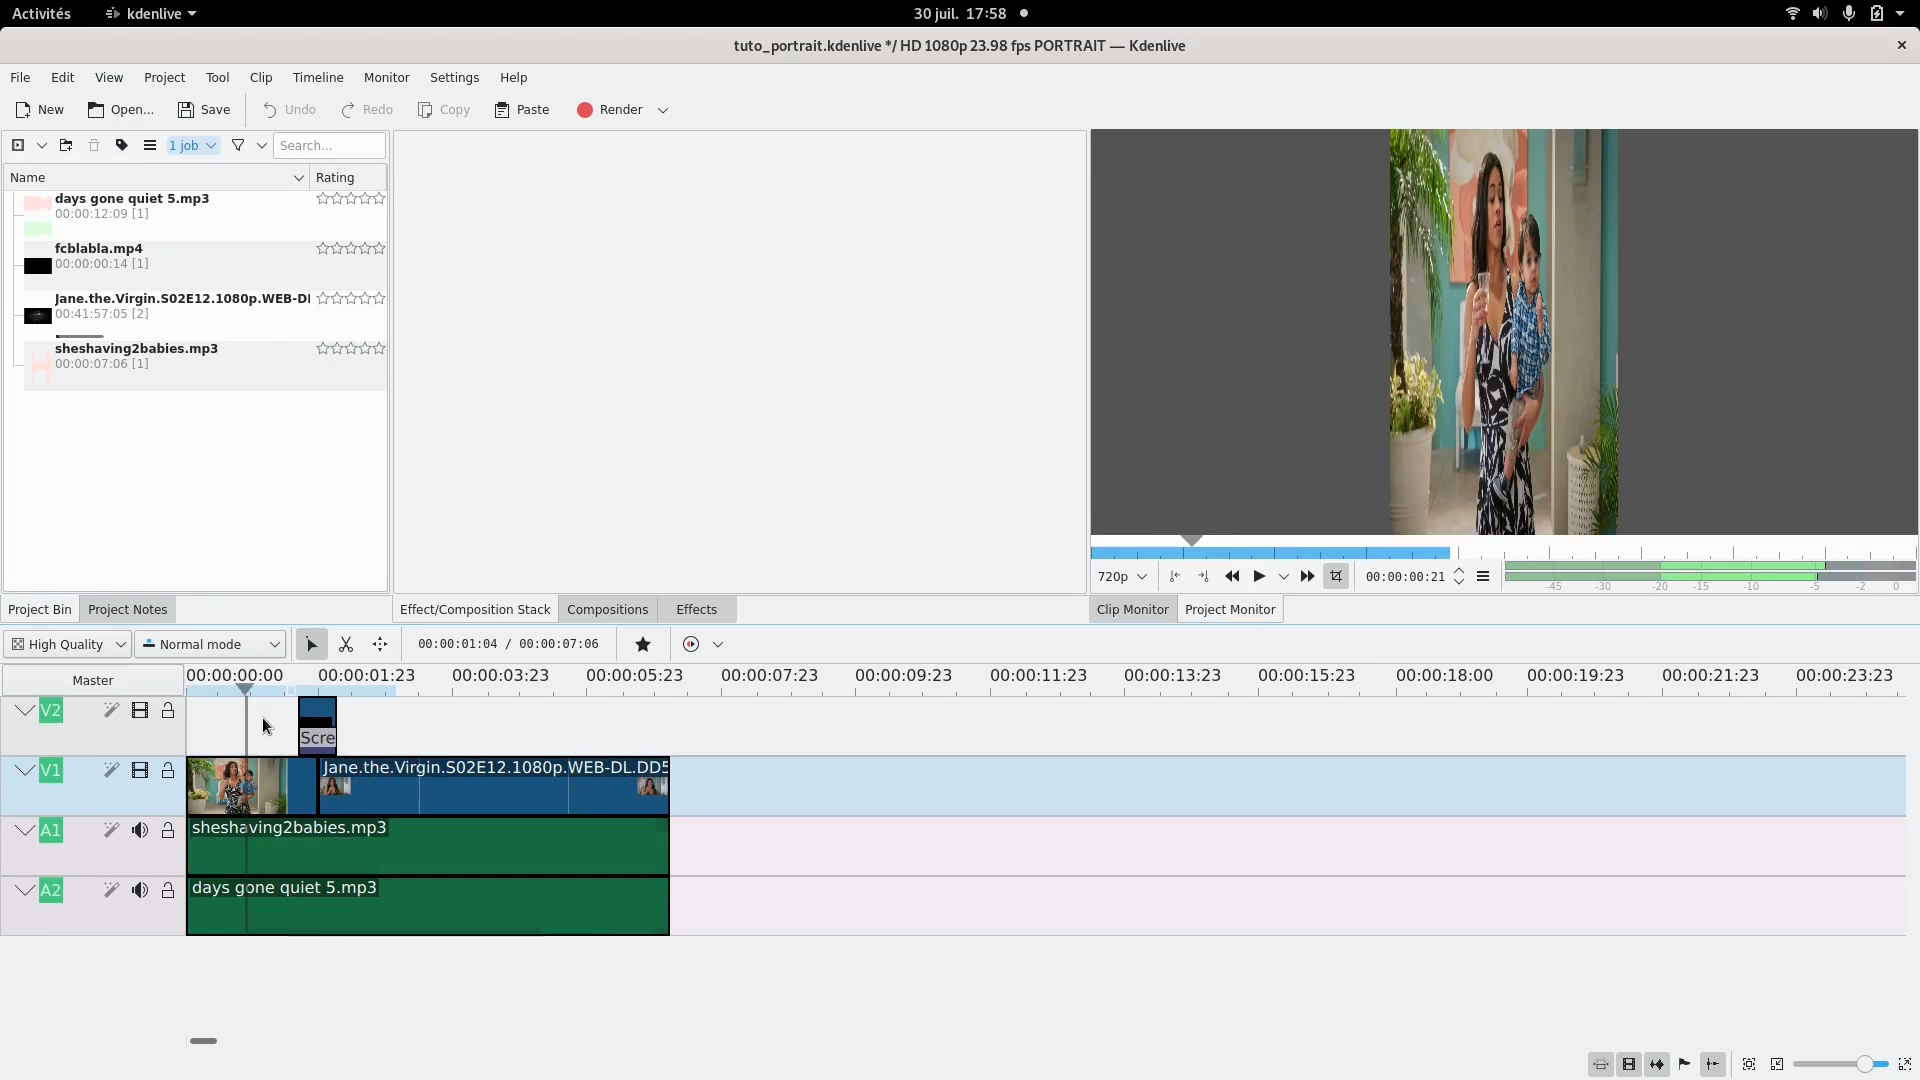 Activités
kdenlive
30 juil. 17:58
tuto_portrait.kdenlive */ HD 1080p 23.98 fps PORTRAIT — Kdenlive
File Edit View Project Tool Clip Timeline Monitor Settings Help
New Open... Save Undo Redo Copy Paste Render
1 job Search...
Name Rating
days gone quiet 5.mp3
00:00:12:09 [1]
fcblabla.mp4
00:00:00:14 [1]
Jane.the.Virgin.S02E12.1080p.WEB-DI
00:41:57:05 [2]
sheshaving2babies.mp3
00:00:07:06 [1]
720p 00:00:00:21
-45 -30 -20 -15 -10 -5 -2 0
Project Bin Project Notes Effect/Composition Stack Compositions Effects Clip Monitor Project Monitor
High Quality Normal mode 00:00:01:04 / 00:00:07:06
Master 00:00:00:00 00:00:01:23 00:00:03:23 00:00:05:23 00:00:07:23 00:00:09:23 00:00:11:23 00:00:13:23 00:00:15:23 00:00:18:00 00:00:19:23 00:00:21:23 00:00:23:23
V2
Scre
V1
Jane.the.Virgin.S02E12.1080p.WEB-DL.DD5
A1
sheshaving2babies.mp3
A2
days gone quiet 5.mp3